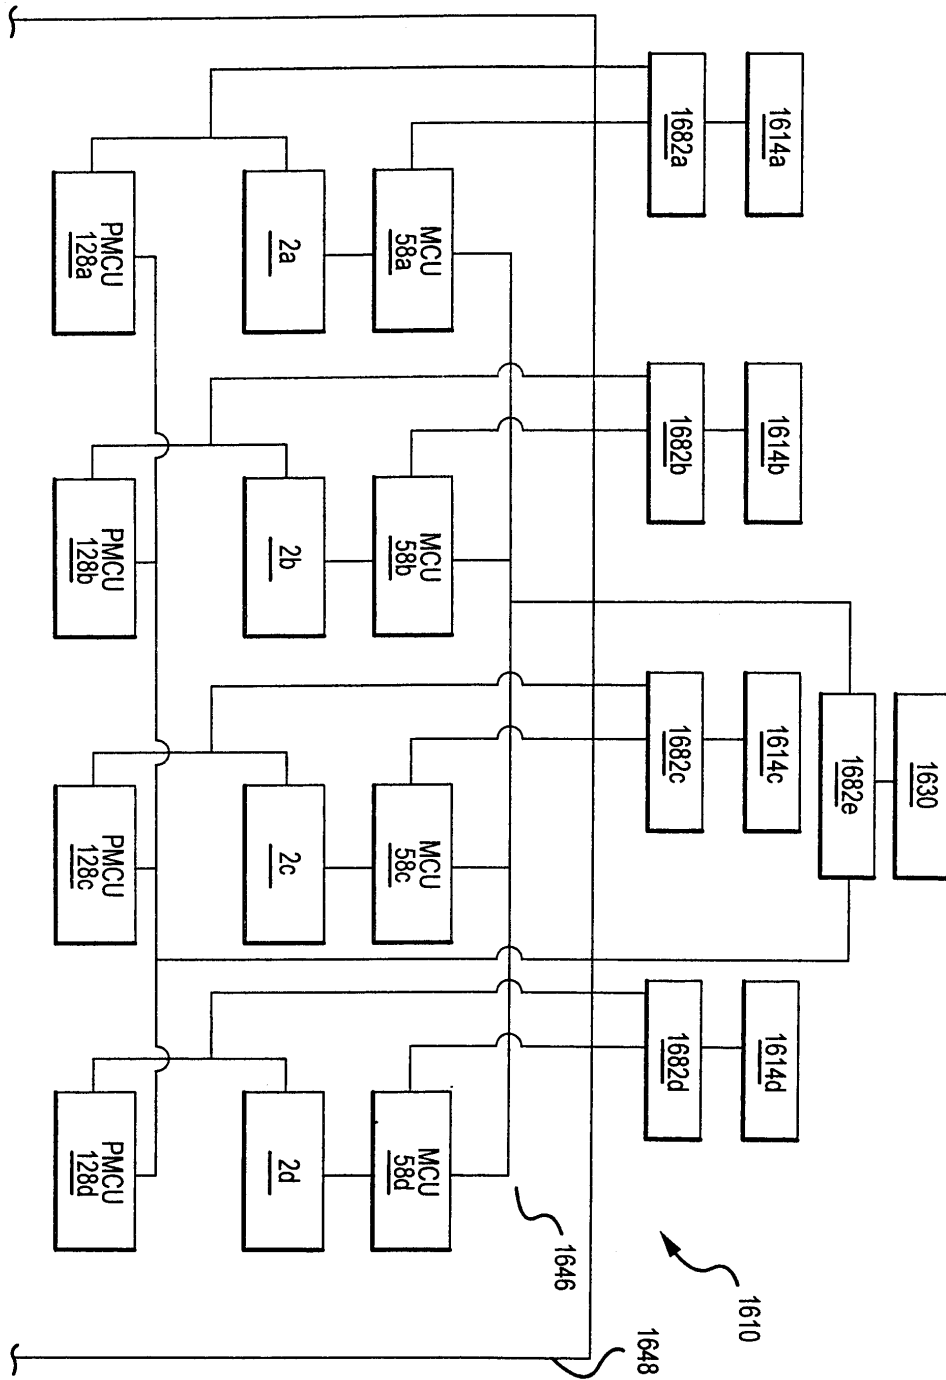 1614a
1682a
MCU
58a
2a
PMCU
128a
1614b
1682b
MCU
58b
2b
PMCU
128b
1630
1682e
1614c
1682c
MCU
58c
2c
PMCU
128c
1614d
1682d
MCU
58d
2d
PMCU
128d
1646
1610
1648